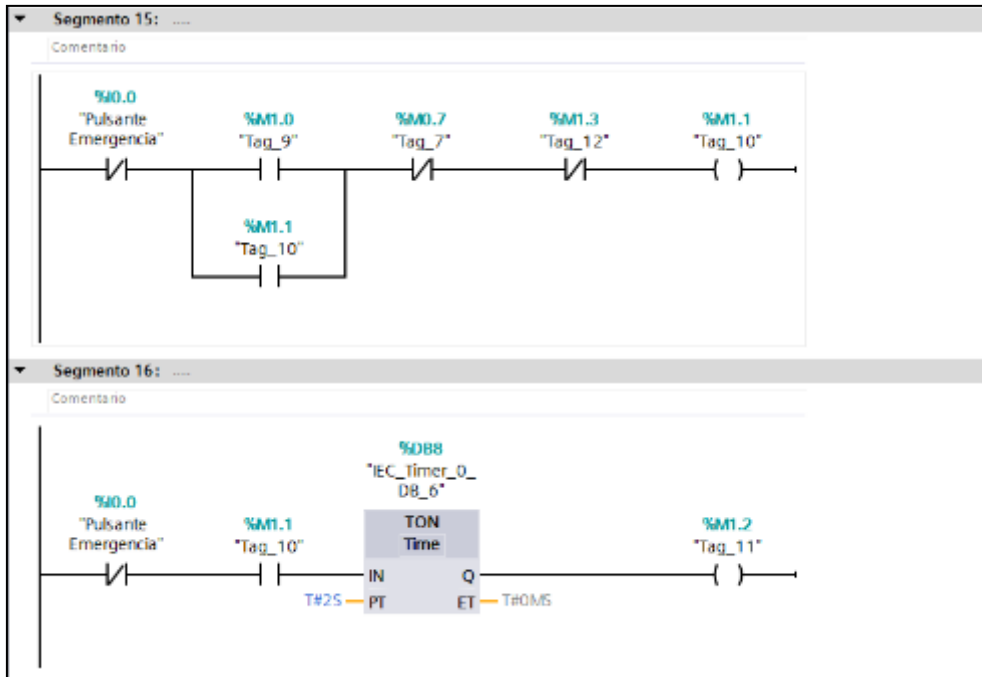 Segmento 15: ....
Comentario
%I0.0
"Pulsante
Emergencia"
%M1.0
"Tag_9"
%M0.7
"Tag_7"
%M1.3
"Tag_12"
%M1.1
"Tag_10"
%M1.1
"Tag_10"
Segmento 16: ....
Comentario
%DB8
"IEC_Timer_0_
DB_6"
%I0.0
"Pulsante
Emergencia"
%M1.1
"Tag_10"
TON
Time
%M1.2
"Tag_11"
IN
Q
T#2S
PT
ET
T#0MS